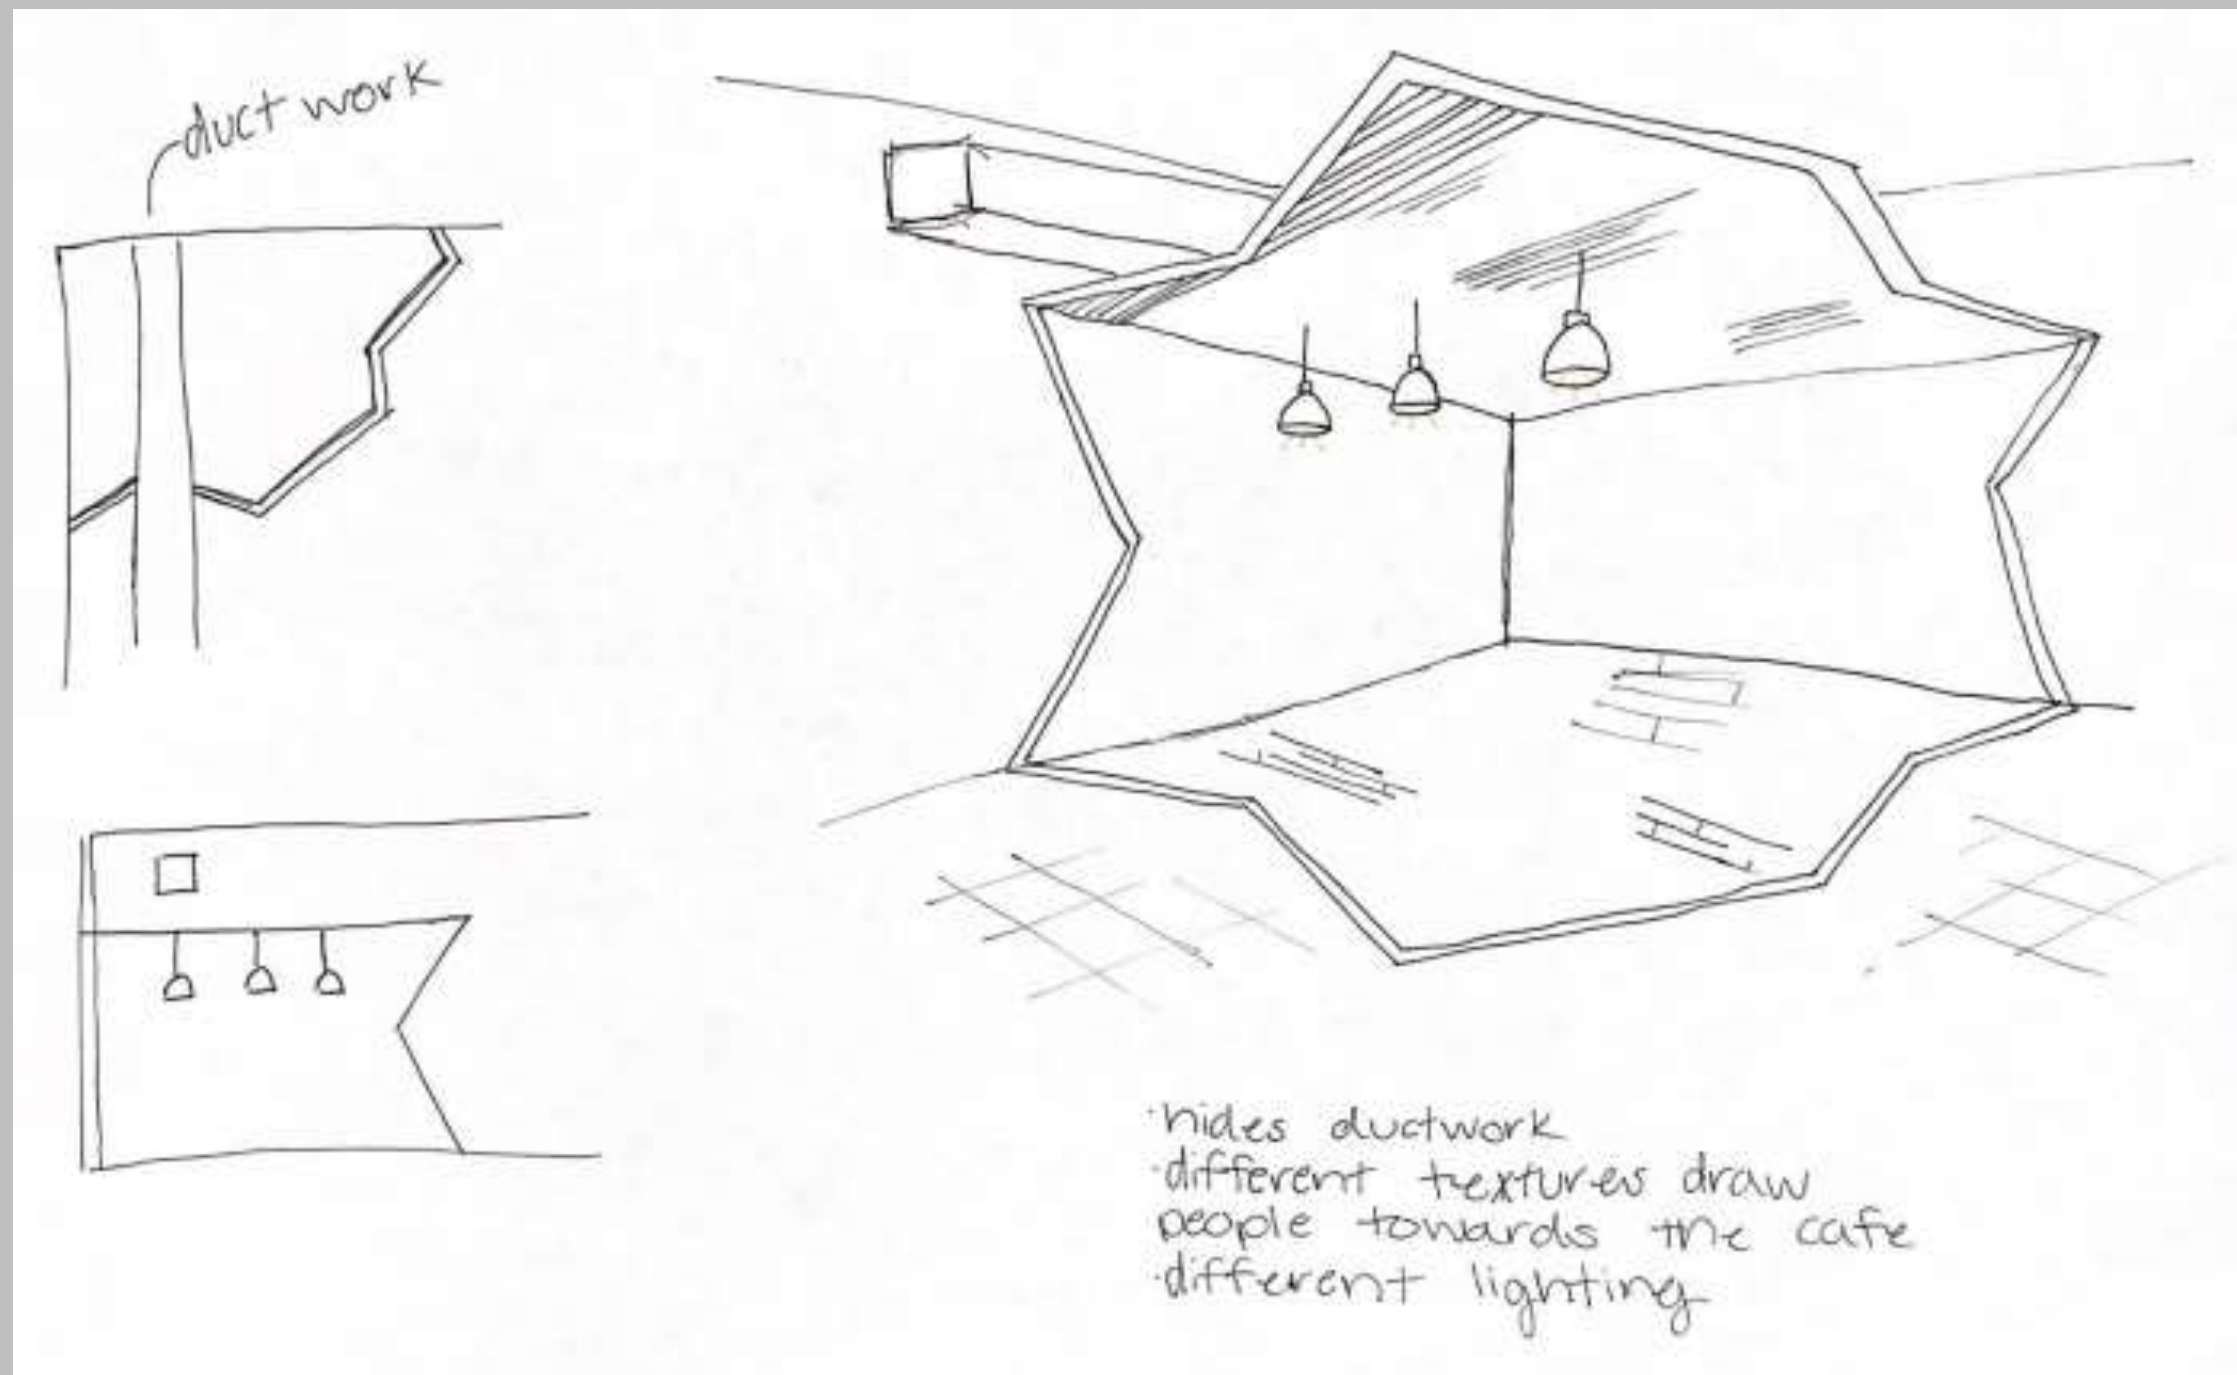 duct work
·hides ductwork
·different textures draw
people towards the cafe
·different lighting